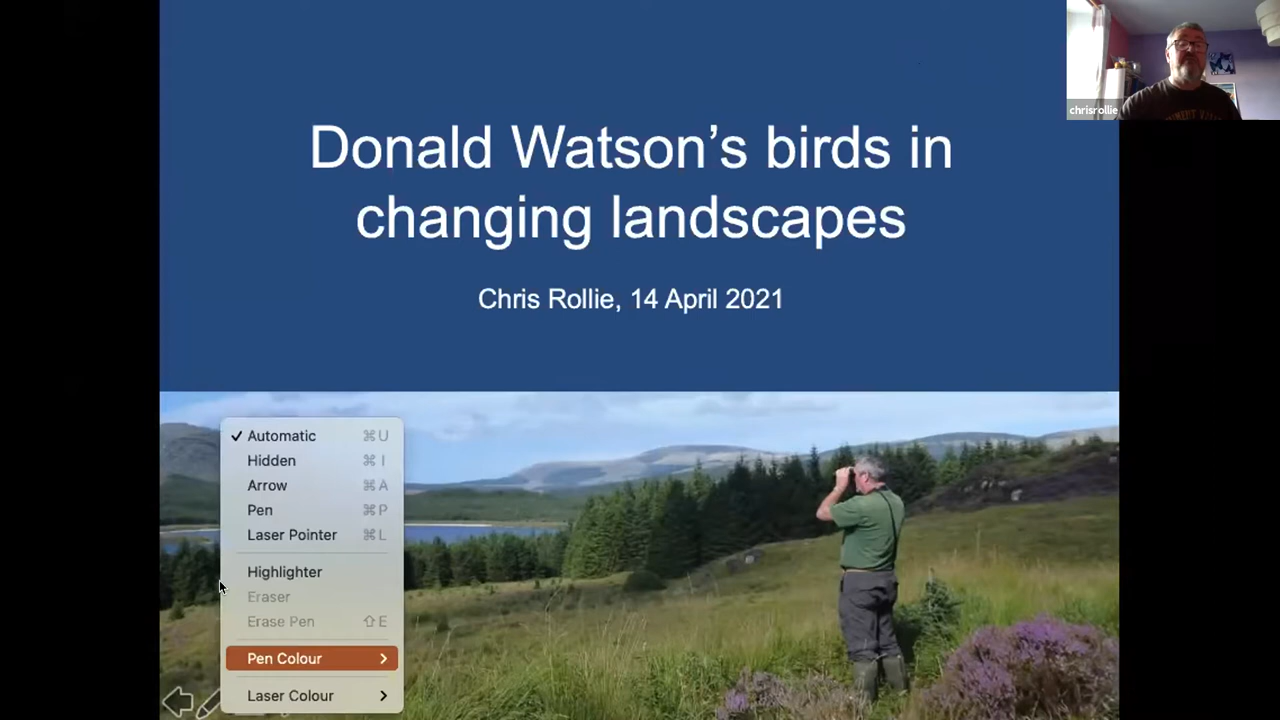 Donald Watson's birds in
changing landscapes
Chris Rollie, 14 April 2021
chrisrollie
✓ Automatic ⌘U
Hidden ⌘I
Arrow ⌘A
Pen ⌘P
Laser Pointer ⌘L
Highlighter
Eraser
Erase Pen ⇧E
Pen Colour
Laser Colour